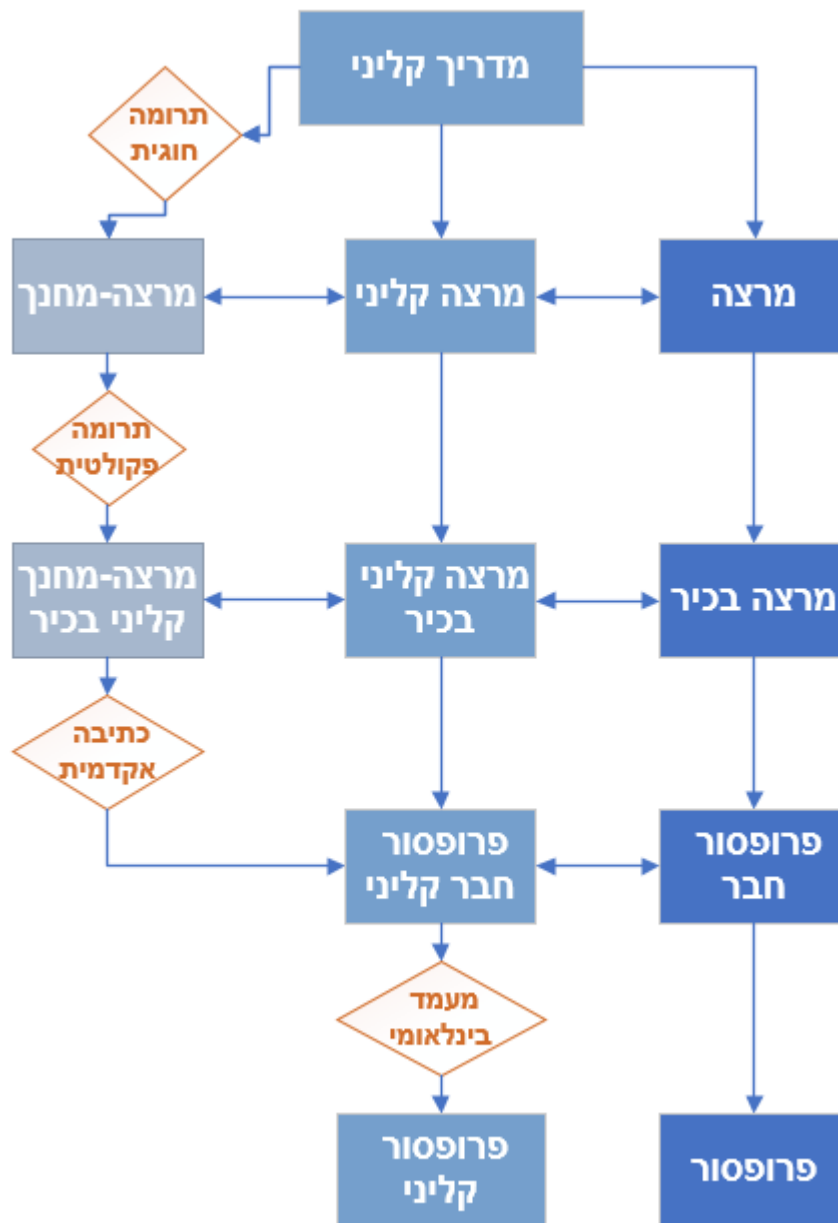 מדריך קליני
תרומה
חוגית
מרצה
מרצה קליני
מרצה-מחנך
תרומה
פקולטית
מרצה בכיר
מרצה קליני
בכיר
מרצה-מחנך
קליני בכיר
כתיבה
אקדמית
פרופסור
חבר
פרופסור
חבר קליני
מעמד
בינלאומי
פרופסור
פרופסור
קליני